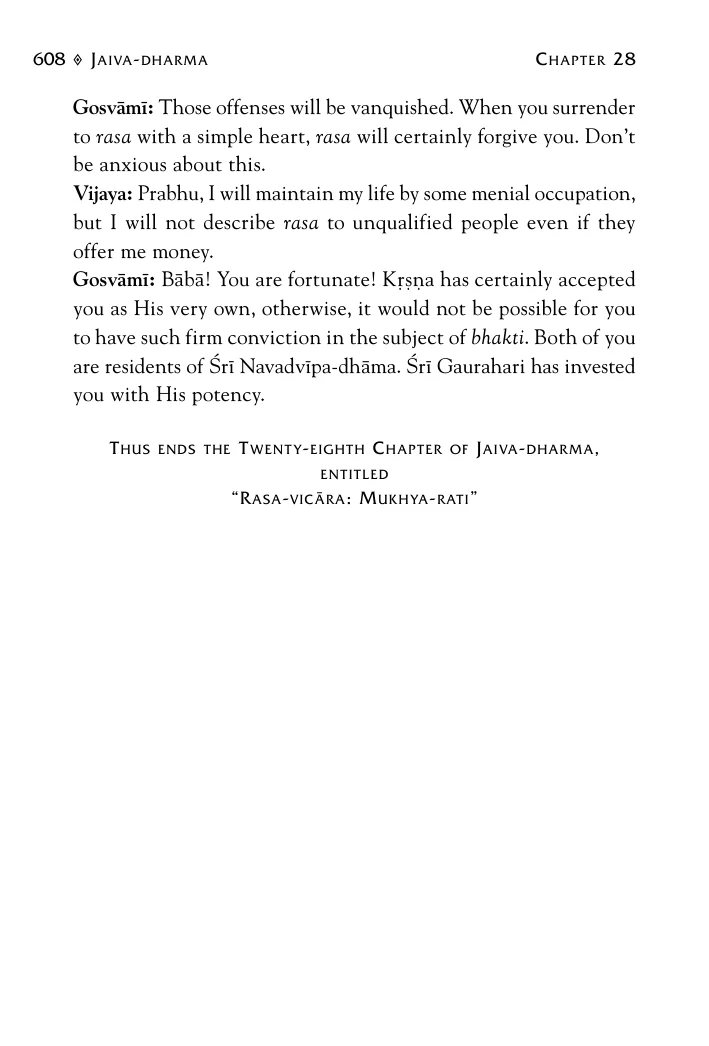 608 ◊ Jaiva-dharma Chapter 28
Gosvāmī: Those offenses will be vanquished. When you surrender
to rasa with a simple heart, rasa will certainly forgive you. Don't
be anxious about this.
Vijaya: Prabhu, I will maintain my life by some menial occupation,
but I will not describe rasa to unqualified people even if they
offer me money.
Gosvāmī: Bābā! You are fortunate! Kṛṣṇa has certainly accepted
you as His very own, otherwise, it would not be possible for you
to have such firm conviction in the subject of bhakti. Both of you
are residents of Śrī Navadvīpa-dhāma. Śrī Gaurahari has invested
you with His potency.
Thus ends the Twenty-eighth Chapter of Jaiva-dharma,
entitled
“Rasa-vicāra: Mukhya-rati”